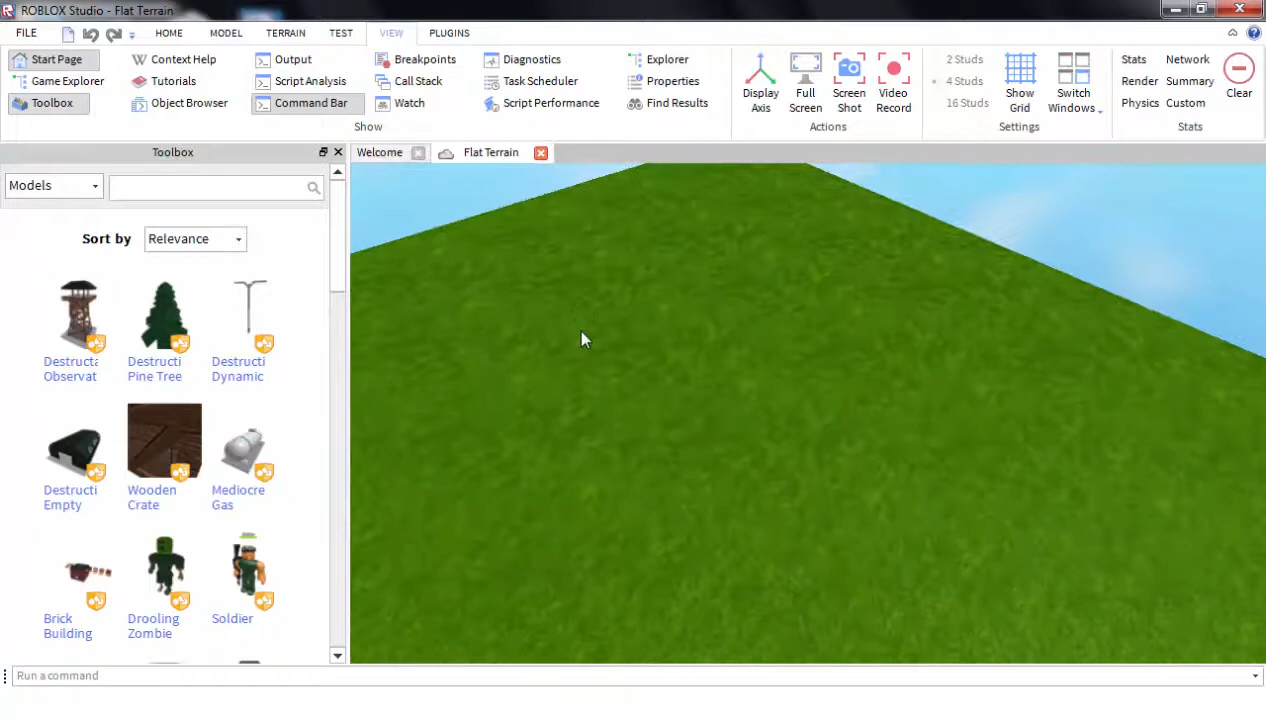 ROBLOX Studio - Flat Terrain
FILE HOME MODEL TERRAIN TEST VIEW PLUGINS
Start Page
Game Explorer
Toolbox
Context Help
Tutorials
Object Browser
Output
Script Analysis
Command Bar
Breakpoints
Call Stack
Watch
Diagnostics
Task Scheduler
Script Performance
Explorer
Properties
Find Results
Show
Display
Axis
Full
Screen
Screen
Shot
Video
Record
Actions
2 Studs
4 Studs
16 Studs
Show
Grid
Switch
Windows
Settings
Stats
Render
Physics
Network
Summary
Custom
Clear
Stats
Toolbox
Welcome
Flat Terrain
Models
Sort by
Relevance
Destructi
Pine Tree
Destructi
Dynamic
Observat
Destructi
Empty
Wooden
Crate
Mediocre
Gas
Brick
Building
Drooling
Zombie
Soldier
Run a command